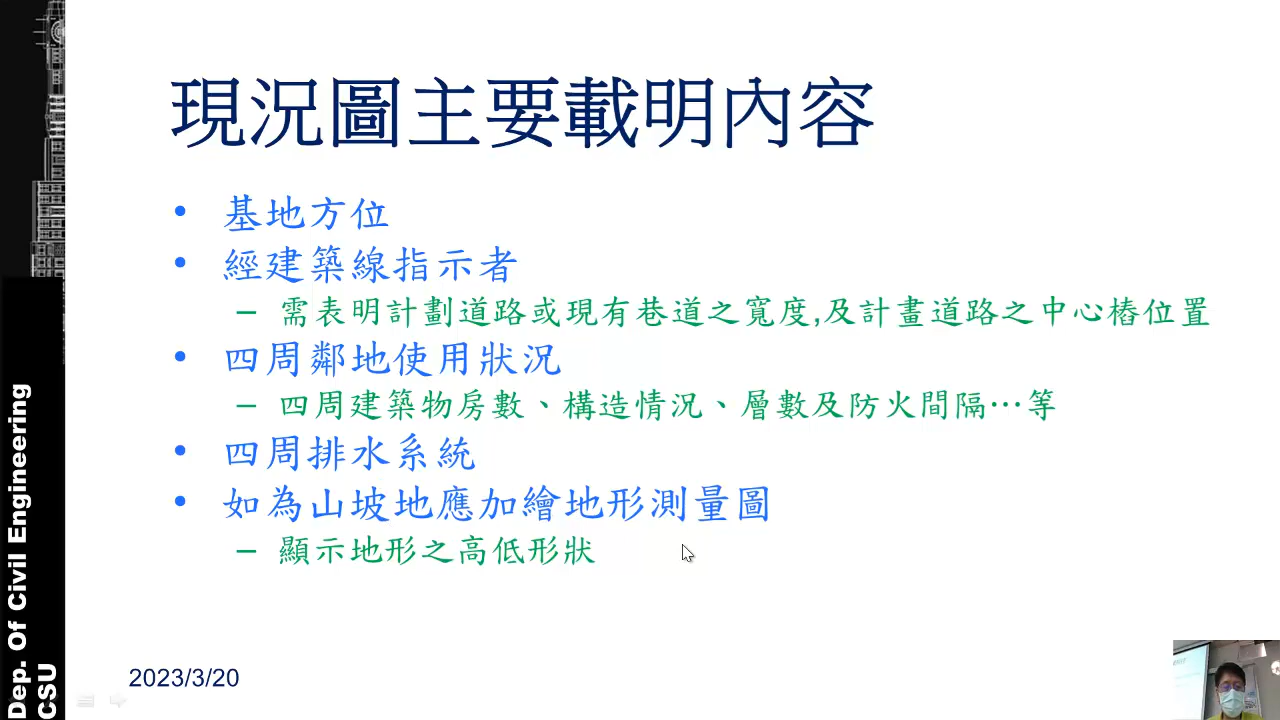 現況圖主要載明內容
• 基地方位
• 經建築線指示者
– 需表明計劃道路或現有巷道之寬度,及計畫道路之中心樁位置
• 四周鄰地使用狀況
– 四周建築物房數、構造情況、層數及防火間隔…等
• 四周排水系統
• 如為山坡地應加繪地形測量圖
– 顯示地形之高低形狀
2023/3/20
Dep. Of Civil Engineering
CSU